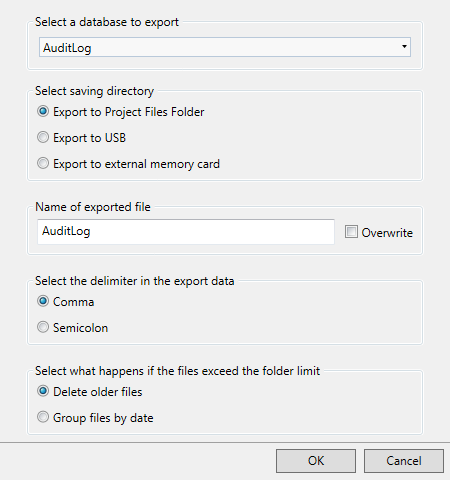 Select a database to export
AuditLog
Select saving directory
Export to Project Files Folder
Export to USB
Export to external memory card
Name of exported file
AuditLog
Overwrite
Select the delimiter in the export data
Comma
Semicolon
Select what happens if the files exceed the folder limit
Delete older files
Group files by date
OK
Cancel